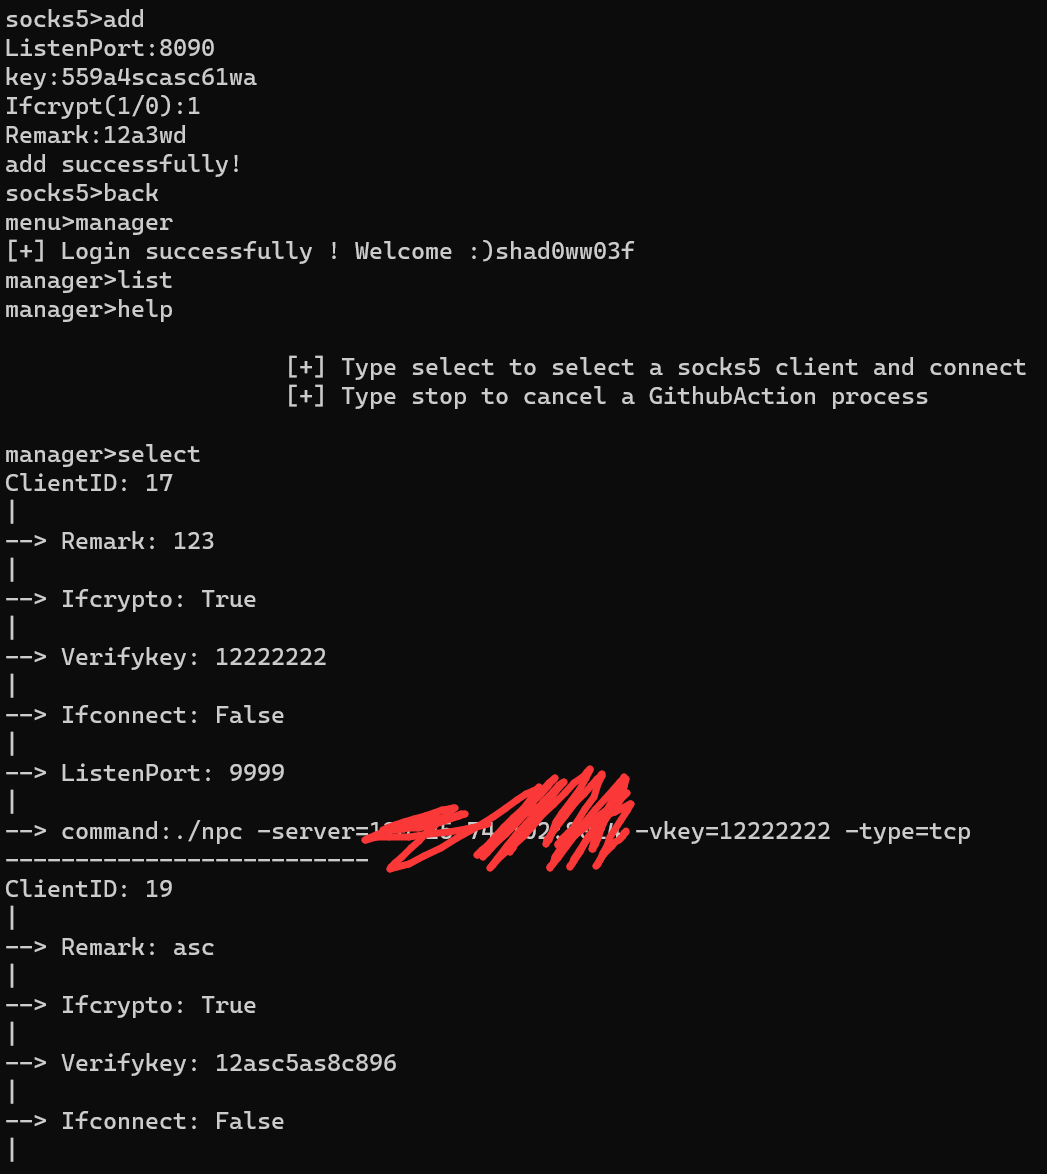 socks5>add
ListenPort:8090
key:559a4scasc61wa
Ifcrypt(1/0):1
Remark:12a3wd
add successfully!
socks5>back
menu>manager
[+] Login successfully ! Welcome :)shad0ww03f
manager>list
manager>help
[+] Type select to select a socks5 client and connect
[+] Type stop to cancel a GithubAction process
manager>select
ClientID: 17
|
--> Remark: 123
|
--> Ifcrypto: True
|
--> Verifykey: 12222222
|
--> Ifconnect: False
|
--> ListenPort: 9999
|
--> command:./npc -server= -vkey=12222222 -type=tcp
--------------------------
ClientID: 19
|
--> Remark: asc
|
--> Ifcrypto: True
|
--> Verifykey: 12asc5as8c896
|
--> Ifconnect: False
|